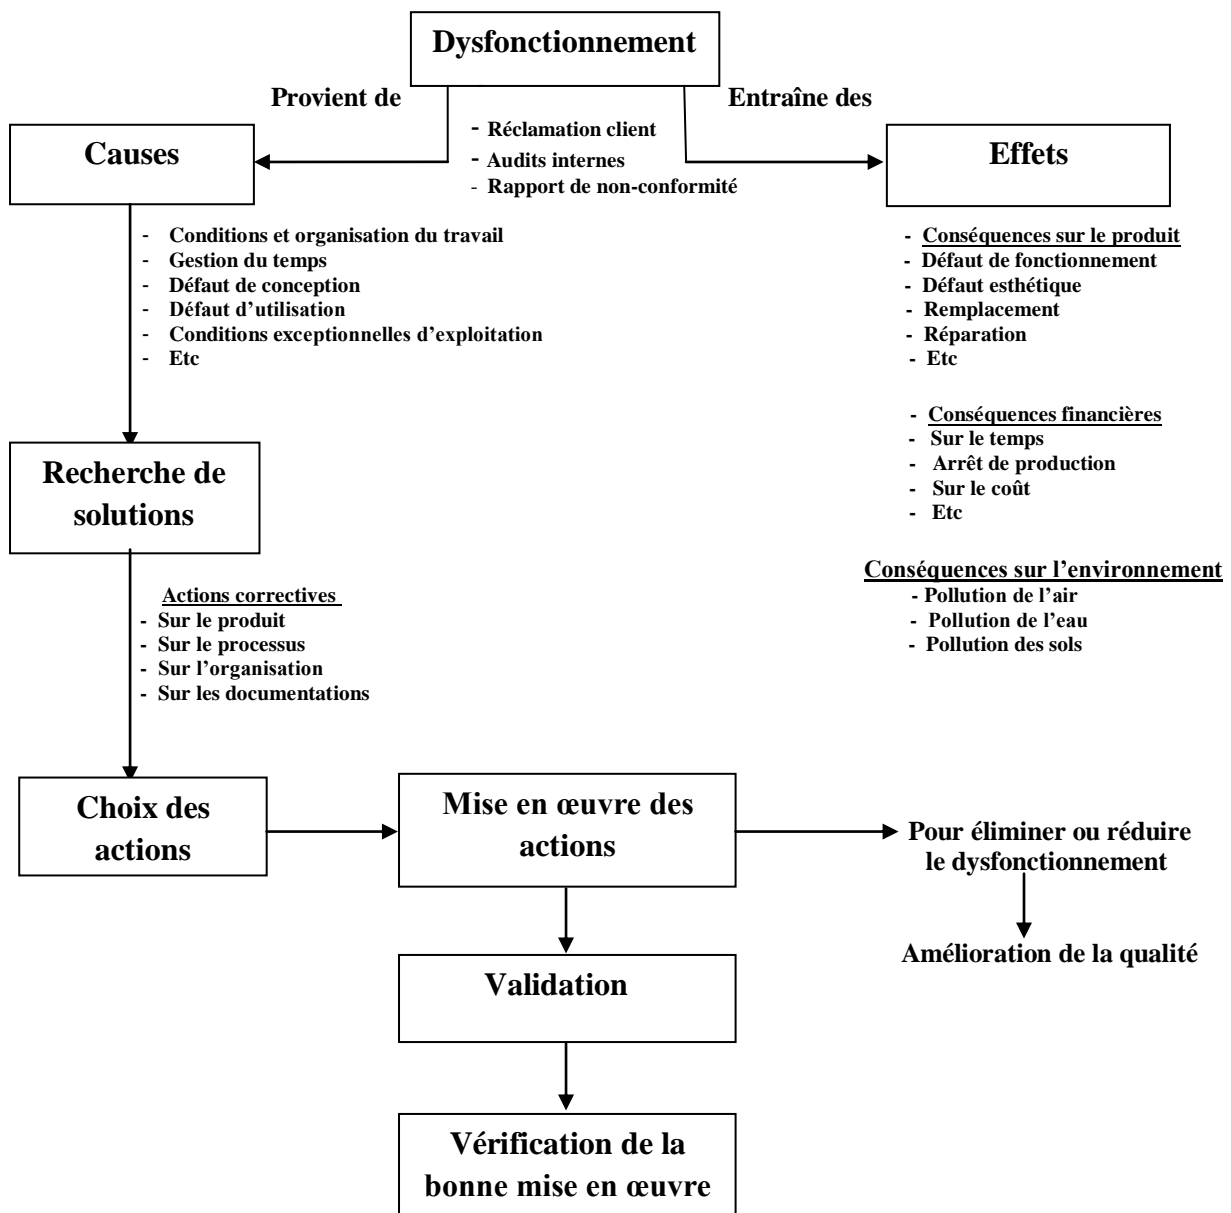 Dysfonctionnement
Provient de
Entraîne des
- Réclamation client
- Audits internes
- Rapport de non-conformité
Causes
Effets
- Conditions et organisation du travail
- Gestion du temps
- Défaut de conception
- Défaut d’utilisation
- Conditions exceptionnelles d’exploitation
- Etc
- Conséquences sur le produit
- Défaut de fonctionnement
- Défaut esthétique
- Remplacement
- Réparation
- Etc
- Conséquences financières
- Sur le temps
- Arrêt de production
- Sur le coût
- Etc
Conséquences sur l’environnement
- Pollution de l’air
- Pollution de l’eau
- Pollution des sols
Recherche de
solutions
Actions correctives
- Sur le produit
- Sur le processus
- Sur l’organisation
- Sur les documentations
Choix des
actions
Mise en œuvre des
actions
Pour éliminer ou réduire
le dysfonctionnement
Amélioration de la qualité
Validation
Vérification de la
bonne mise en œuvre